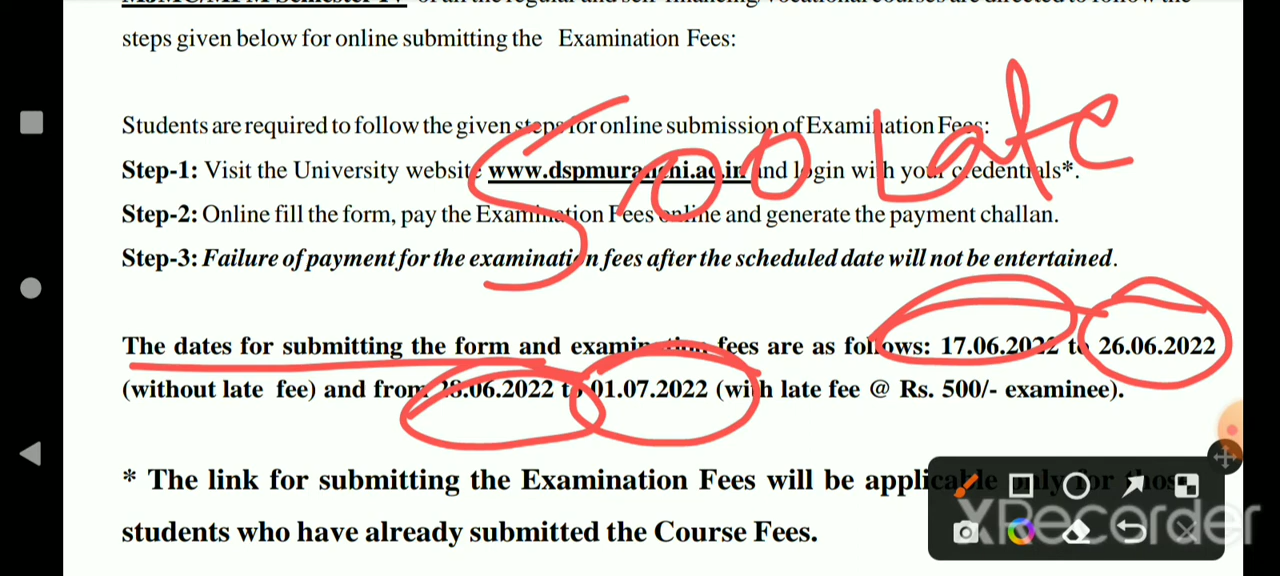 steps given below for online submitting the Examination Fees:
Students are required to follow the given steps for online submission of Examination Fees:
Step-1: Visit the University website www.dspmuranchi.ac.in and login with your credentials*.
Step-2: Online fill the form, pay the Examination Fees online and generate the payment challan.
Step-3: Failure of payment for the examination fees after the scheduled date will not be entertained.
500 Late
The dates for submitting the form and examination fees are as follows: 17.06.2022 to 26.06.2022
(without late fee) and from 28.06.2022 to 01.07.2022 (with late fee @ Rs. 500/- examinee).
* The link for submitting the Examination Fees will be applicable only for those
students who have already submitted the Course Fees.
XRecorder